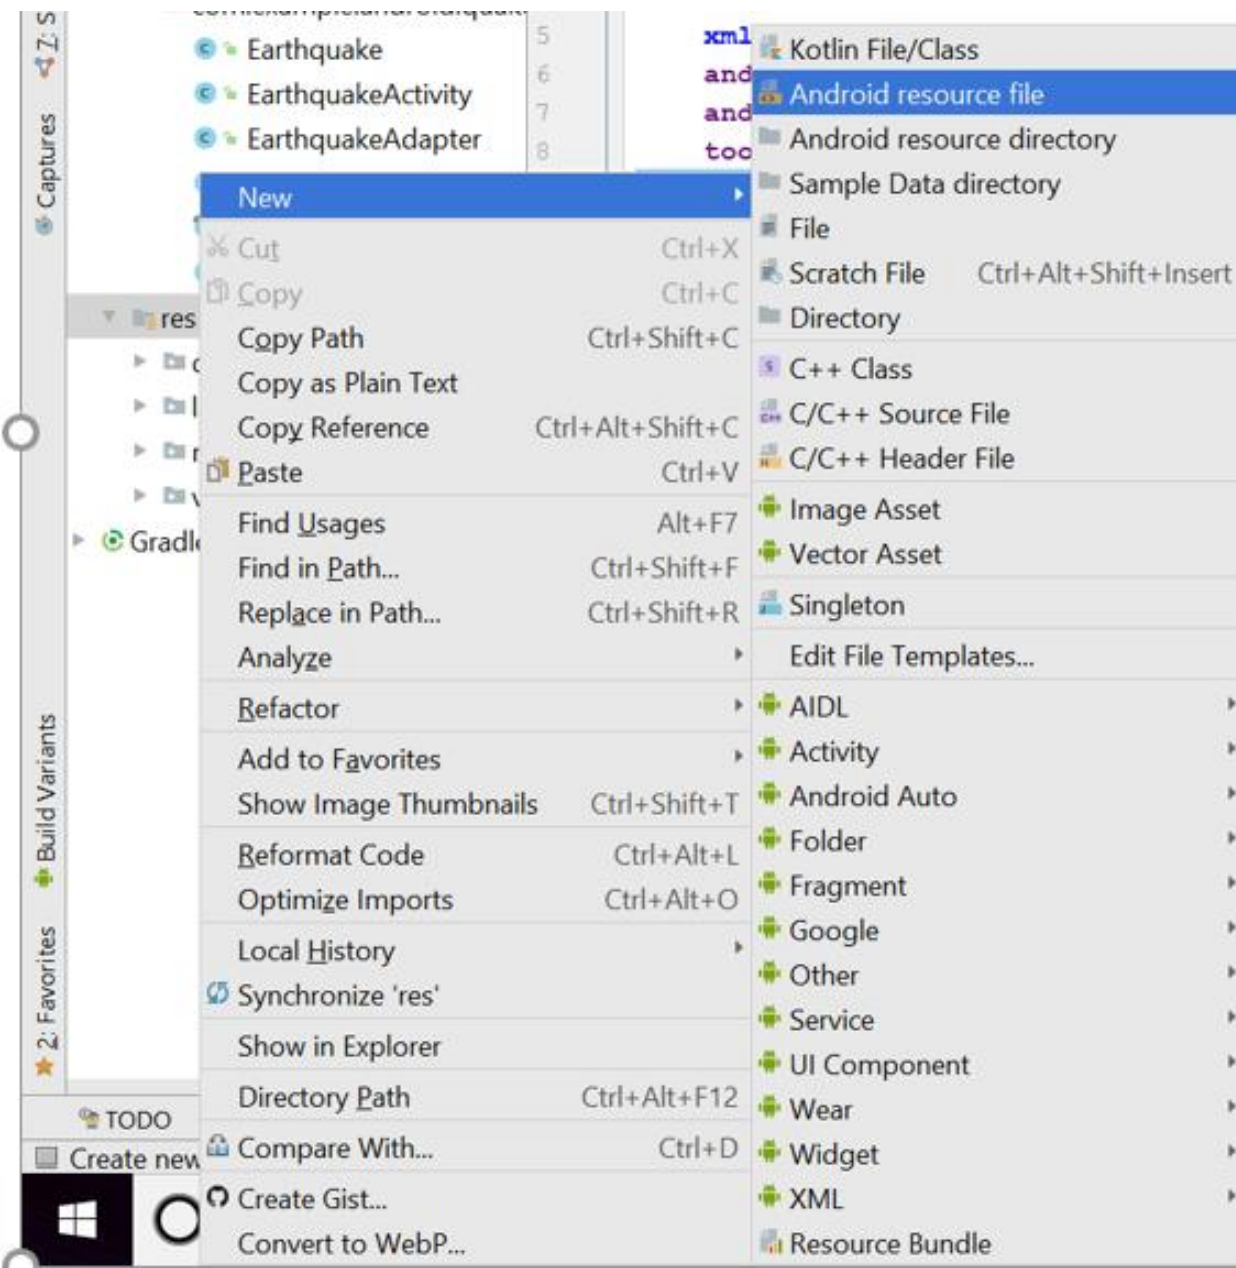 Earthquake
EarthquakeActivity
EarthquakeAdapter
res
Gradle
7: S
Captures
Build Variants
2: Favorites
TODO
Create new
5
6
7
8
xml
and
and
too
New
Cut Ctrl+X
Copy Ctrl+C
Copy Path Ctrl+Shift+C
Copy as Plain Text
Copy Reference Ctrl+Alt+Shift+C
Paste Ctrl+V
Find Usages Alt+F7
Find in Path... Ctrl+Shift+F
Replace in Path... Ctrl+Shift+R
Analyze
Refactor
Add to Favorites
Show Image Thumbnails Ctrl+Shift+T
Reformat Code Ctrl+Alt+L
Optimize Imports Ctrl+Alt+O
Local History
Synchronize 'res'
Show in Explorer
Directory Path Ctrl+Alt+F12
Compare With... Ctrl+D
Create Gist...
Convert to WebP...
Kotlin File/Class
Android resource file
Android resource directory
Sample Data directory
File
Scratch File Ctrl+Alt+Shift+Insert
Directory
C++ Class
C/C++ Source File
C/C++ Header File
Image Asset
Vector Asset
Singleton
Edit File Templates...
AIDL
Activity
Android Auto
Folder
Fragment
Google
Other
Service
UI Component
Wear
Widget
XML
Resource Bundle